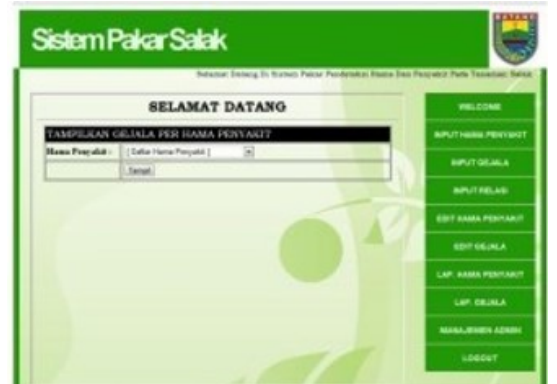 BATANG
Sistem Pakar Salak
Selamat Datang Di Sistem Pakar Pendeteksi Hama Dan Penyakit Pada Tanaman Salak
SELAMAT DATANG
TAMPILKAN GEJALA PER HAMA PENYAKIT
Hama Penyakit : [ Daftar Hama Penyakit ]
Tampil
WELCOME
INPUT HAMA PENYAKIT
INPUT GEJALA
INPUT RELASI
EDIT HAMA PENYAKIT
EDIT GEJALA
LAP. HAMA PENYAKIT
LAP. GEJALA
MANAJEMEN ADMIN
LOGOUT